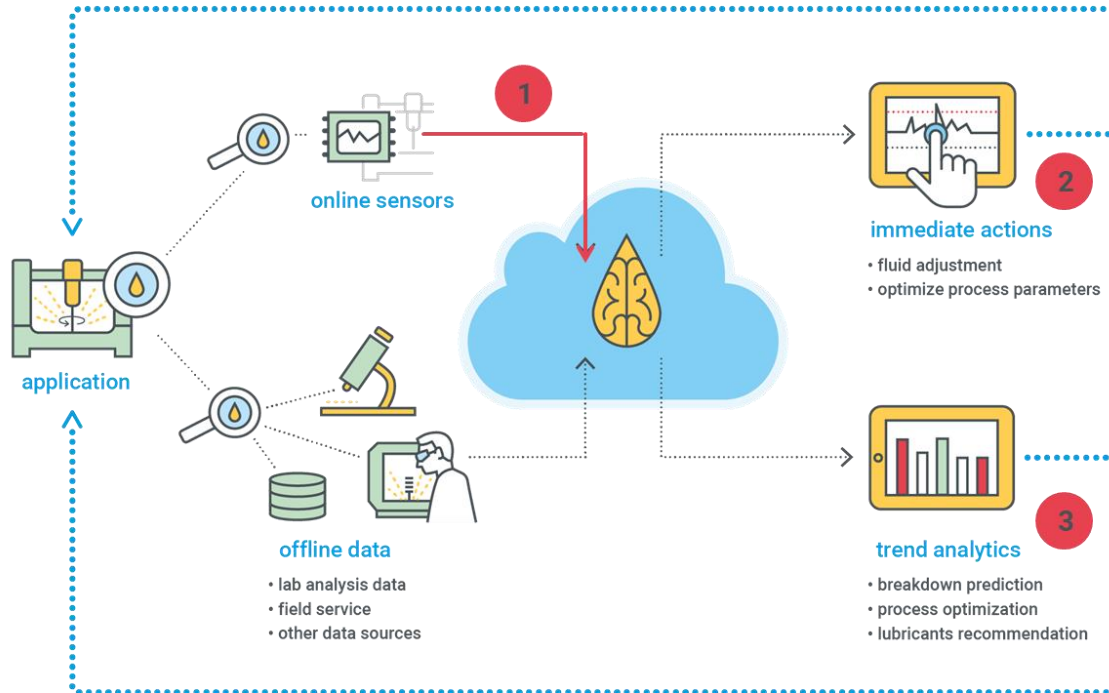 1
online sensors
2
immediate actions
• fluid adjustment
• optimize process parameters
application
offline data
• lab analysis data
• field service
• other data sources
3
trend analytics
• breakdown prediction
• process optimization
• lubricants recommendation